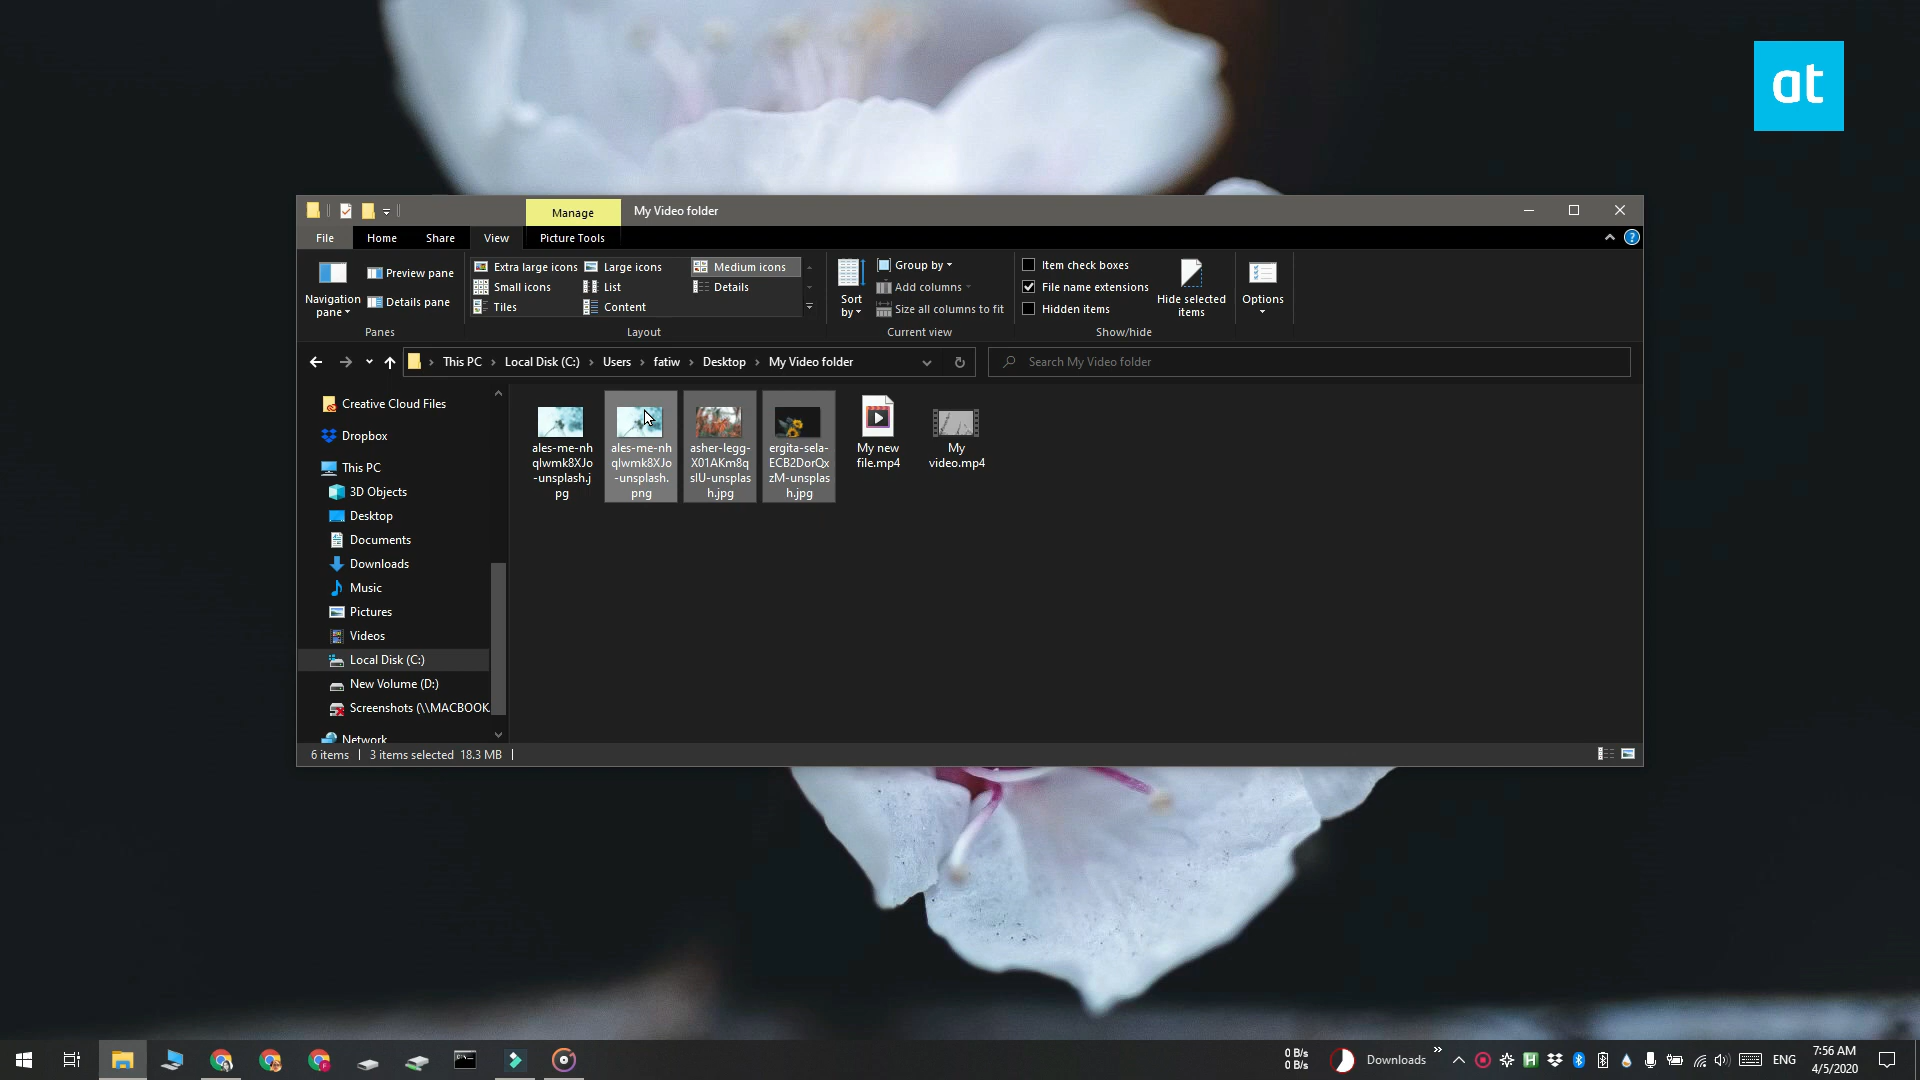 at
Manage
My Video folder
File
Home
Share
View
Picture Tools
Navigation
pane
Preview pane
Details pane
Panes
Extra large icons
Large icons
Medium icons
Small icons
List
Details
Tiles
Content
Layout
Sort
by
Group by
Add columns
Size all columns to fit
Current view
Item check boxes
File name extensions
Hidden items
Hide selected
items
Show/hide
Options
This PC
Local Disk (C:)
Users
fatiw
Desktop
My Video folder
Search My Video folder
Creative Cloud Files
Dropbox
This PC
3D Objects
Desktop
Documents
Downloads
Music
Pictures
Videos
Local Disk (C:)
New Volume (D:)
Screenshots (\\MACBOOK
Network
ales-me-nh
qlwmk8XJo
-unsplash.j
pg
ales-me-nh
qlwmk8XJo
-unsplash.
png
asher-legg-
X01AKm8q
slU-unsplas
h.jpg
ergita-sela-
ECB2DorQx
zM-unsplas
h.jpg
My new
file.mp4
My
video.mp4
6 items
3 items selected 18.3 MB
0 B/s
0 B/s
Downloads
ENG
7:56 AM
4/5/2020